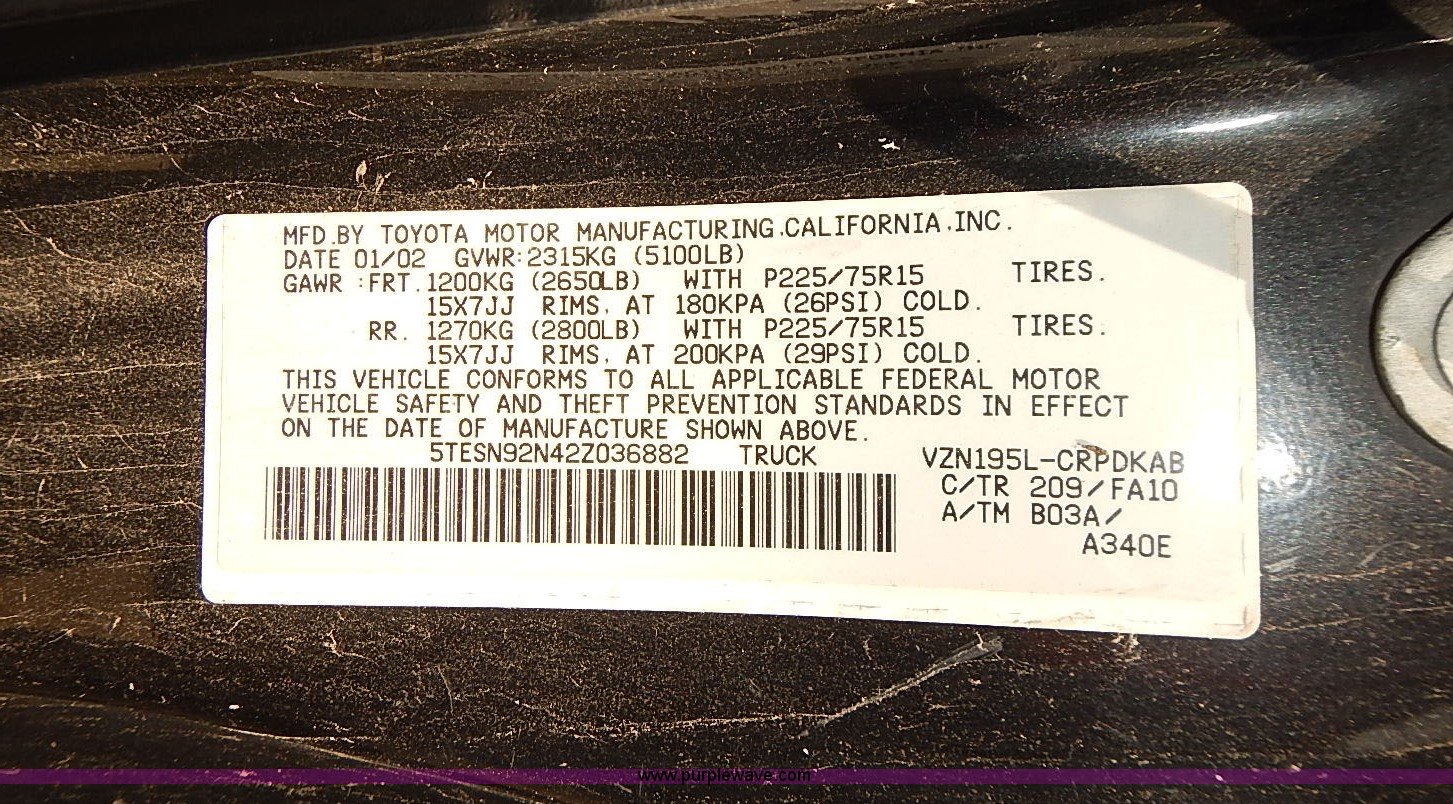 MFD.BY TOYOTA MOTOR MANUFACTURING.CALIFORNIA.INC.
DATE 01/02 GVWR:2315KG (5100LB)
GAWR :FRT. 1200KG (2650LB) WITH P225/75R15 TIRES.
15X7JJ RIMS, AT 180KPA (26PSI) COLD.
RR. 1270KG (2800LB) WITH P225/75R15 TIRES.
15X7JJ RIMS, AT 200KPA (29PSI) COLD.
THIS VEHICLE CONFORMS TO ALL APPLICABLE FEDERAL MOTOR
VEHICLE SAFETY AND THEFT PREVENTION STANDARDS IN EFFECT
ON THE DATE OF MANUFACTURE SHOWN ABOVE.
5TESN92N42Z036882 TRUCK VZN195L-CRPDKAB
C/TR 209/FA10
A/TM B03A/
A340E
www.purplewave.com